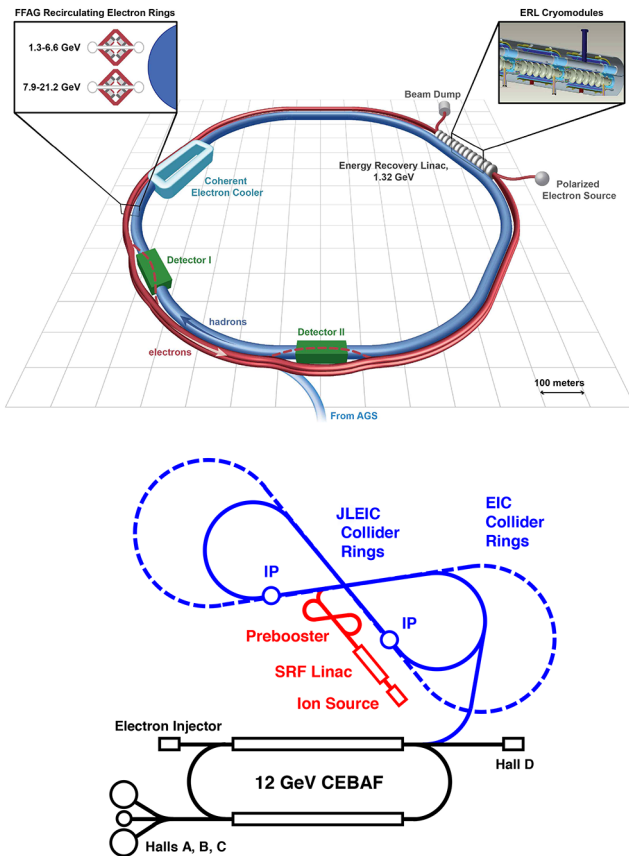 FFAG Recirculating Electron Rings
ERL Cryomodules
1.3-6.6 GeV
7.9-21.2 GeV
Beam Dump
Energy Recovery Linac,
1.32 GeV
Polarized
Electron Source
Coherent
Electron Cooler
Detector I
hadrons
Detector II
electrons
100 meters
From AGS
JLEIC
Collider
Rings
EIC
Collider
Rings
IP
IP
Prebooster
SRF Linac
Ion Source
Electron Injector
Hall D
12 GeV CEBAF
Halls A, B, C